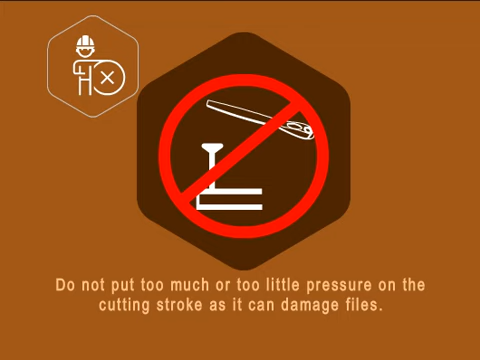 Do not put too much or too little pressure on the
cutting stroke as it can damage files.